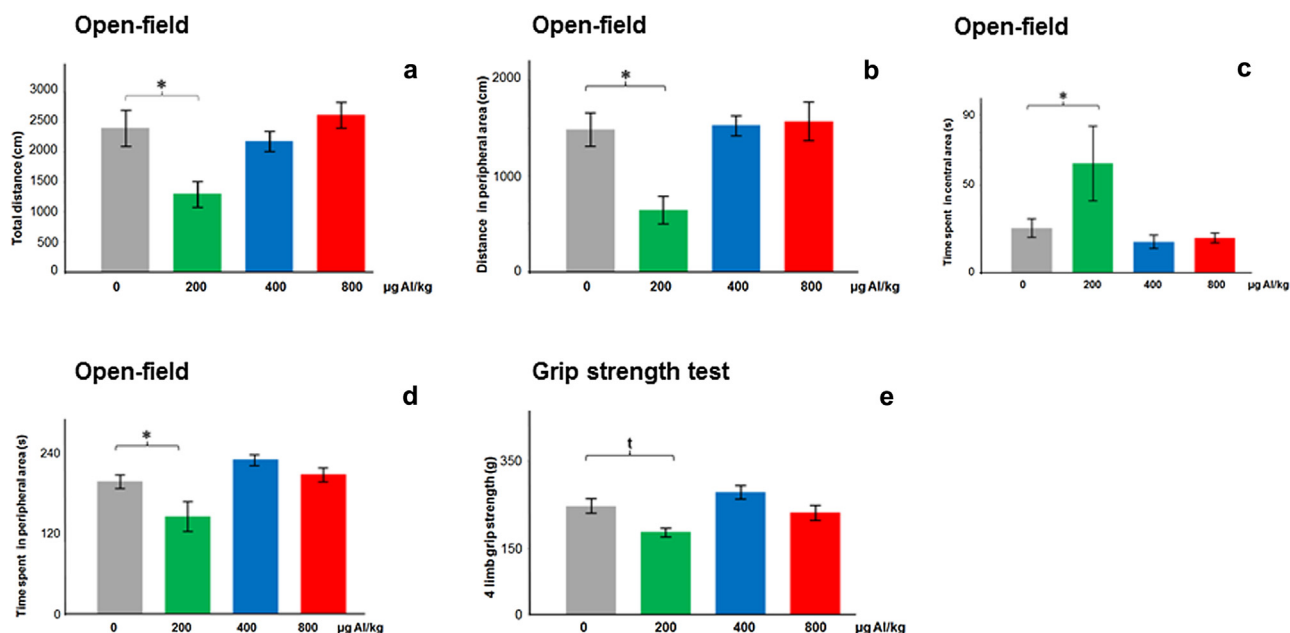 Open-field
a
Total distance (cm)
3000
2500
2000
1500
1000
500
0
*
0 200 400 800 µg Al/kg
Open-field
b
Distance in peripheral area (cm)
2000
1000
0
*
0 200 400 800 µg Al/kg
Open-field
c
Time spent in central area (s)
90
50
0
*
0 200 400 800 µg Al/kg
Open-field
d
Time spent in peripheral area (s)
240
120
0
*
0 200 400 800 µg Al/kg
Grip strength test
e
4 limb grip strength (g)
350
150
0
t
0 200 400 800 µg Al/kg